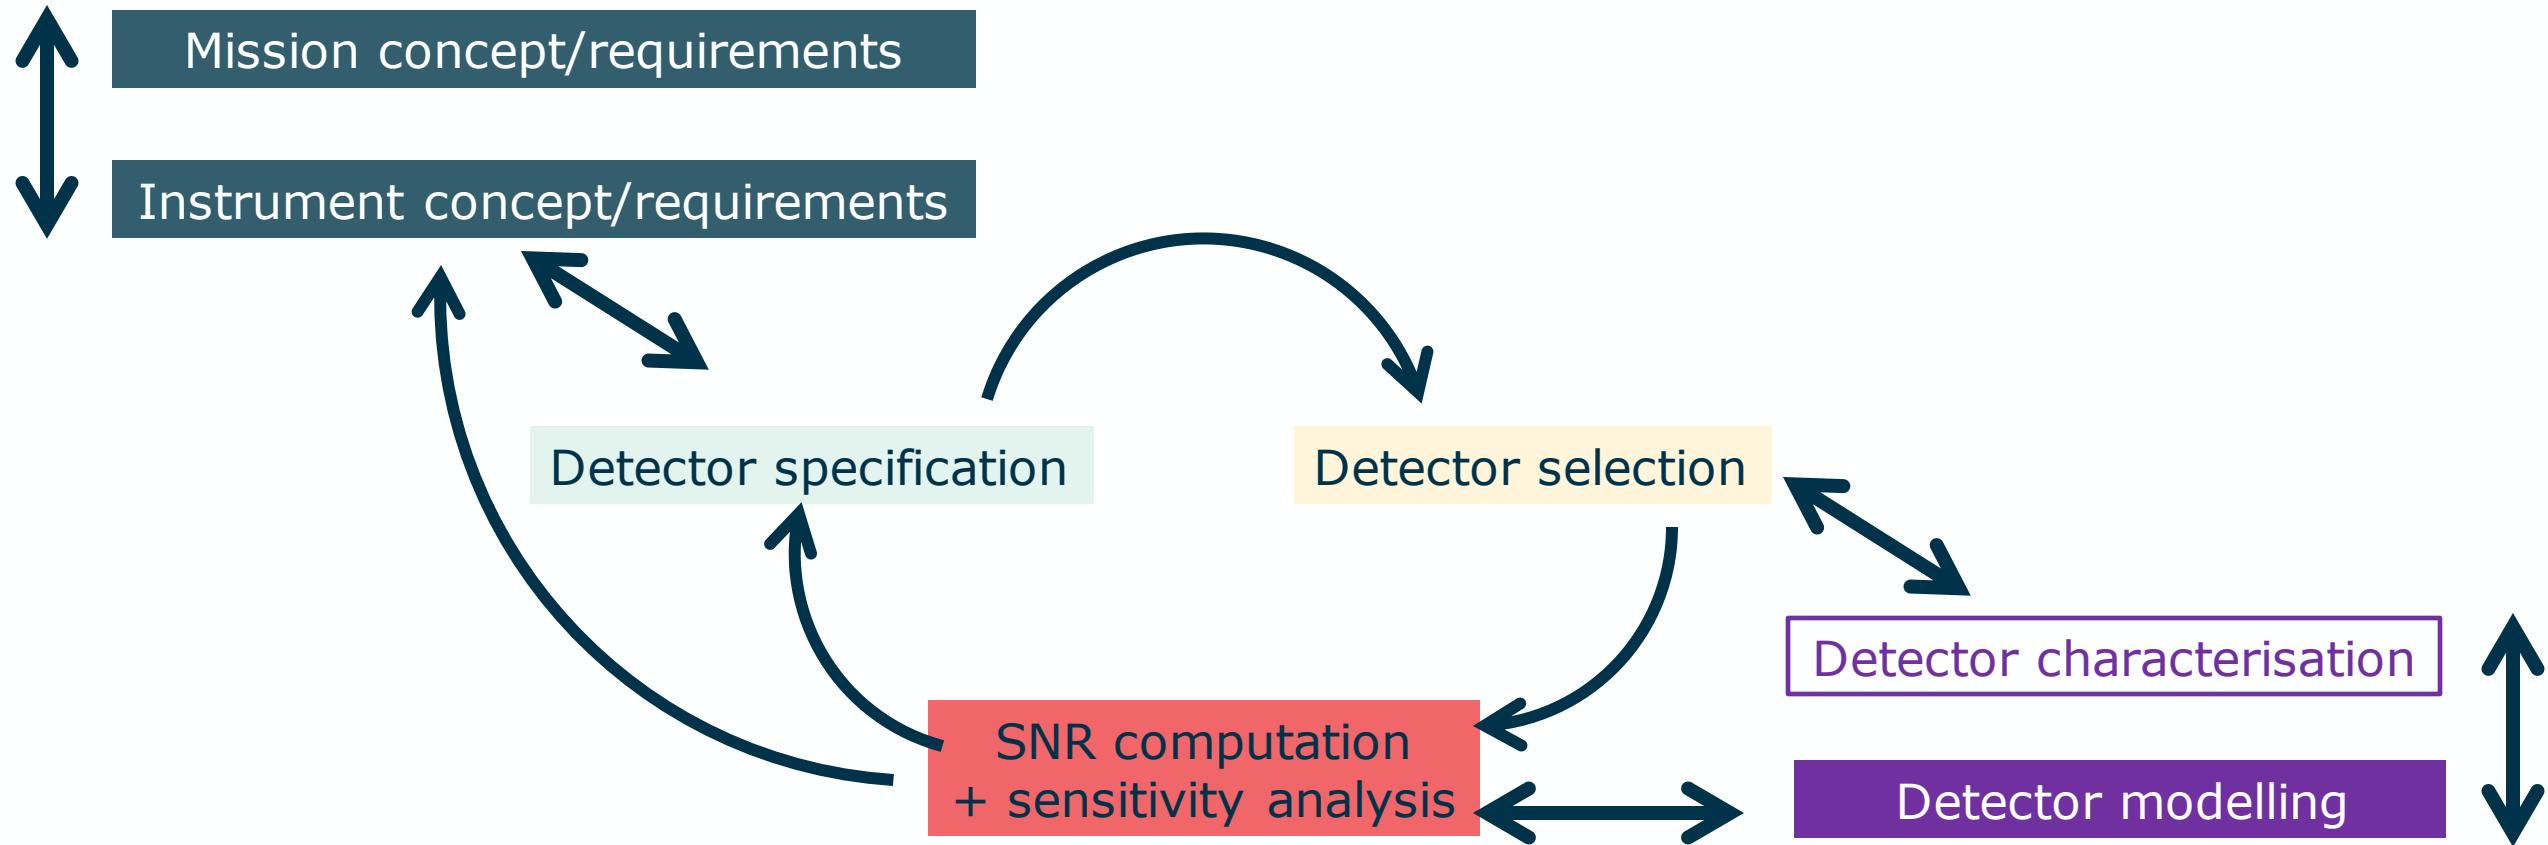 Mission concept/requirements
Instrument concept/requirements
Detector specification
Detector selection
Detector characterisation
SNR computation
+ sensitivity analysis
Detector modelling